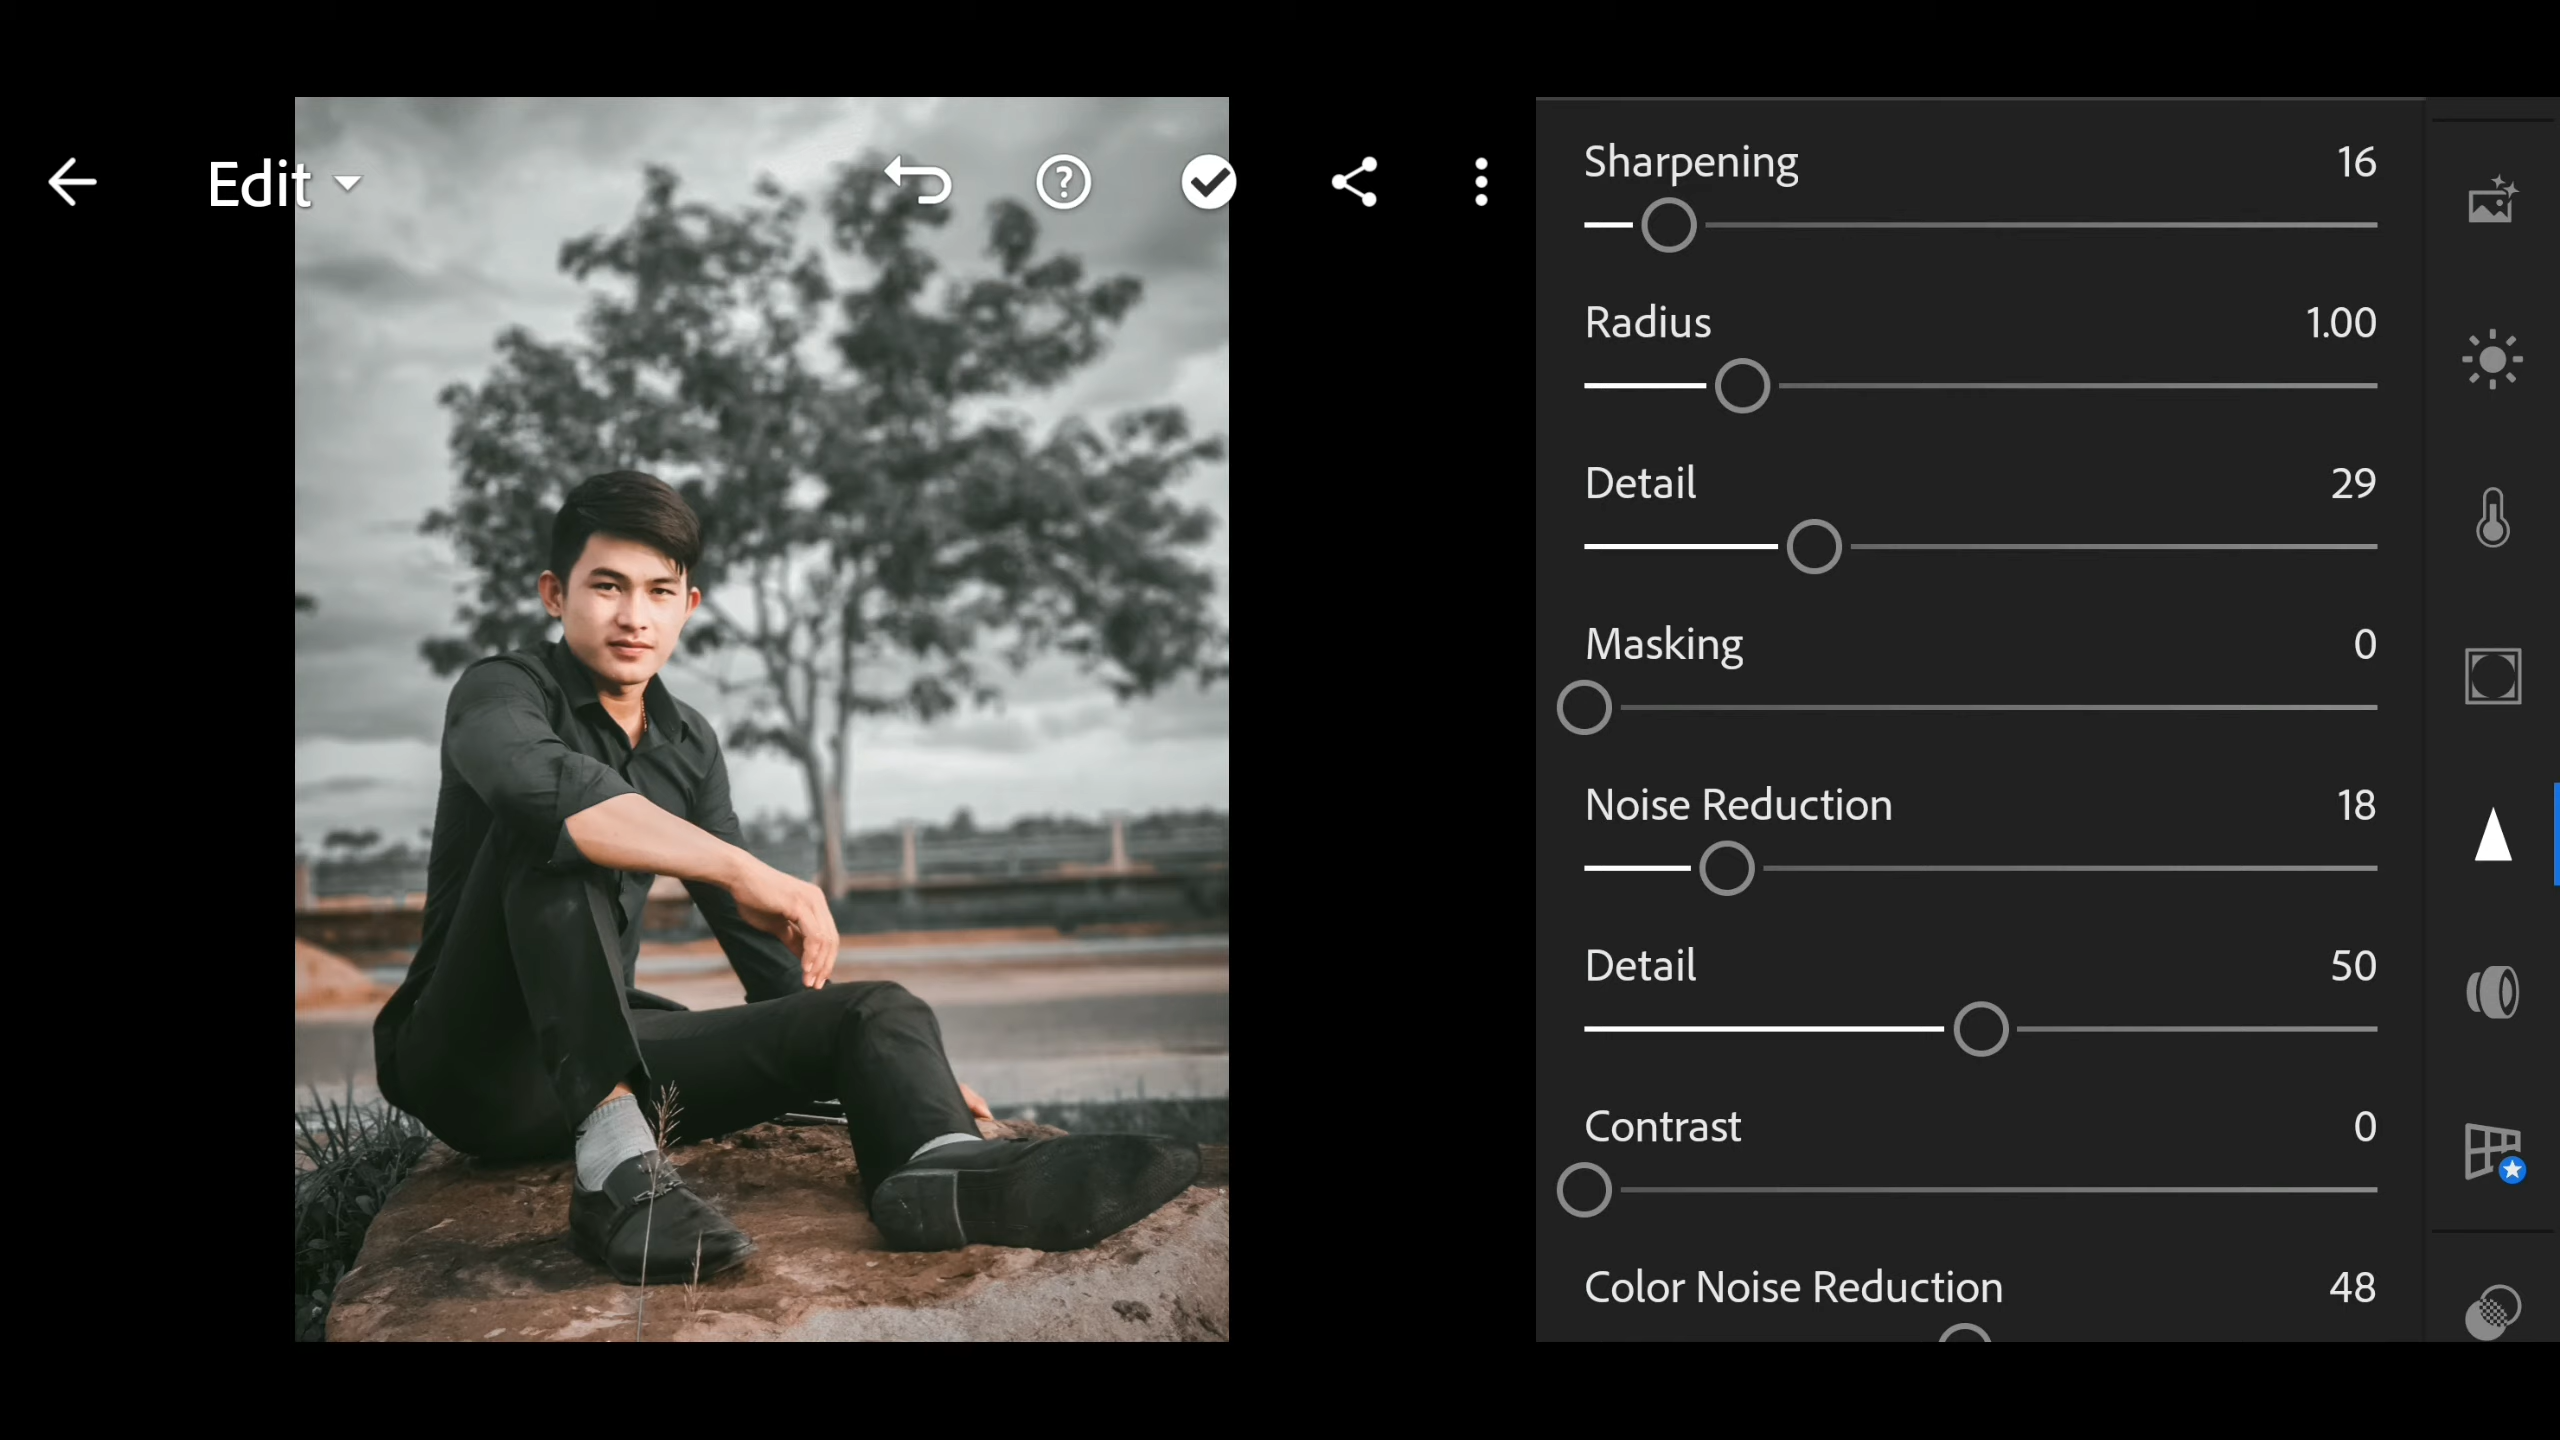 Edit
Sharpening 16
Radius 1.00
Detail 29
Masking 0
Noise Reduction 18
Detail 50
Contrast 0
Color Noise Reduction 48